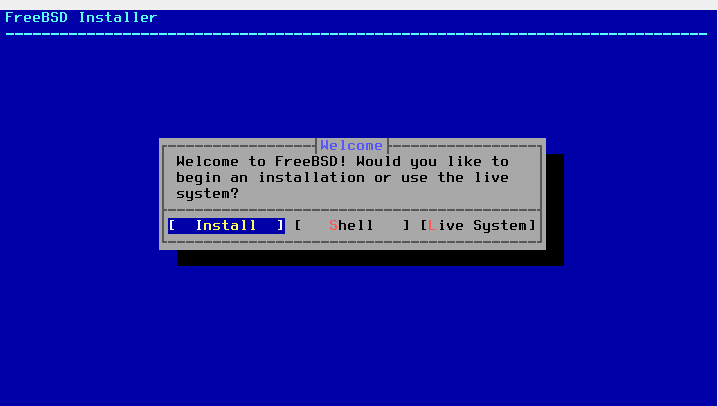 FreeBSD Installer
Welcome
Welcome to FreeBSD! Would you like to
begin an installation or use the live
system?
[  Install  ] [   Shell   ] [Live System]